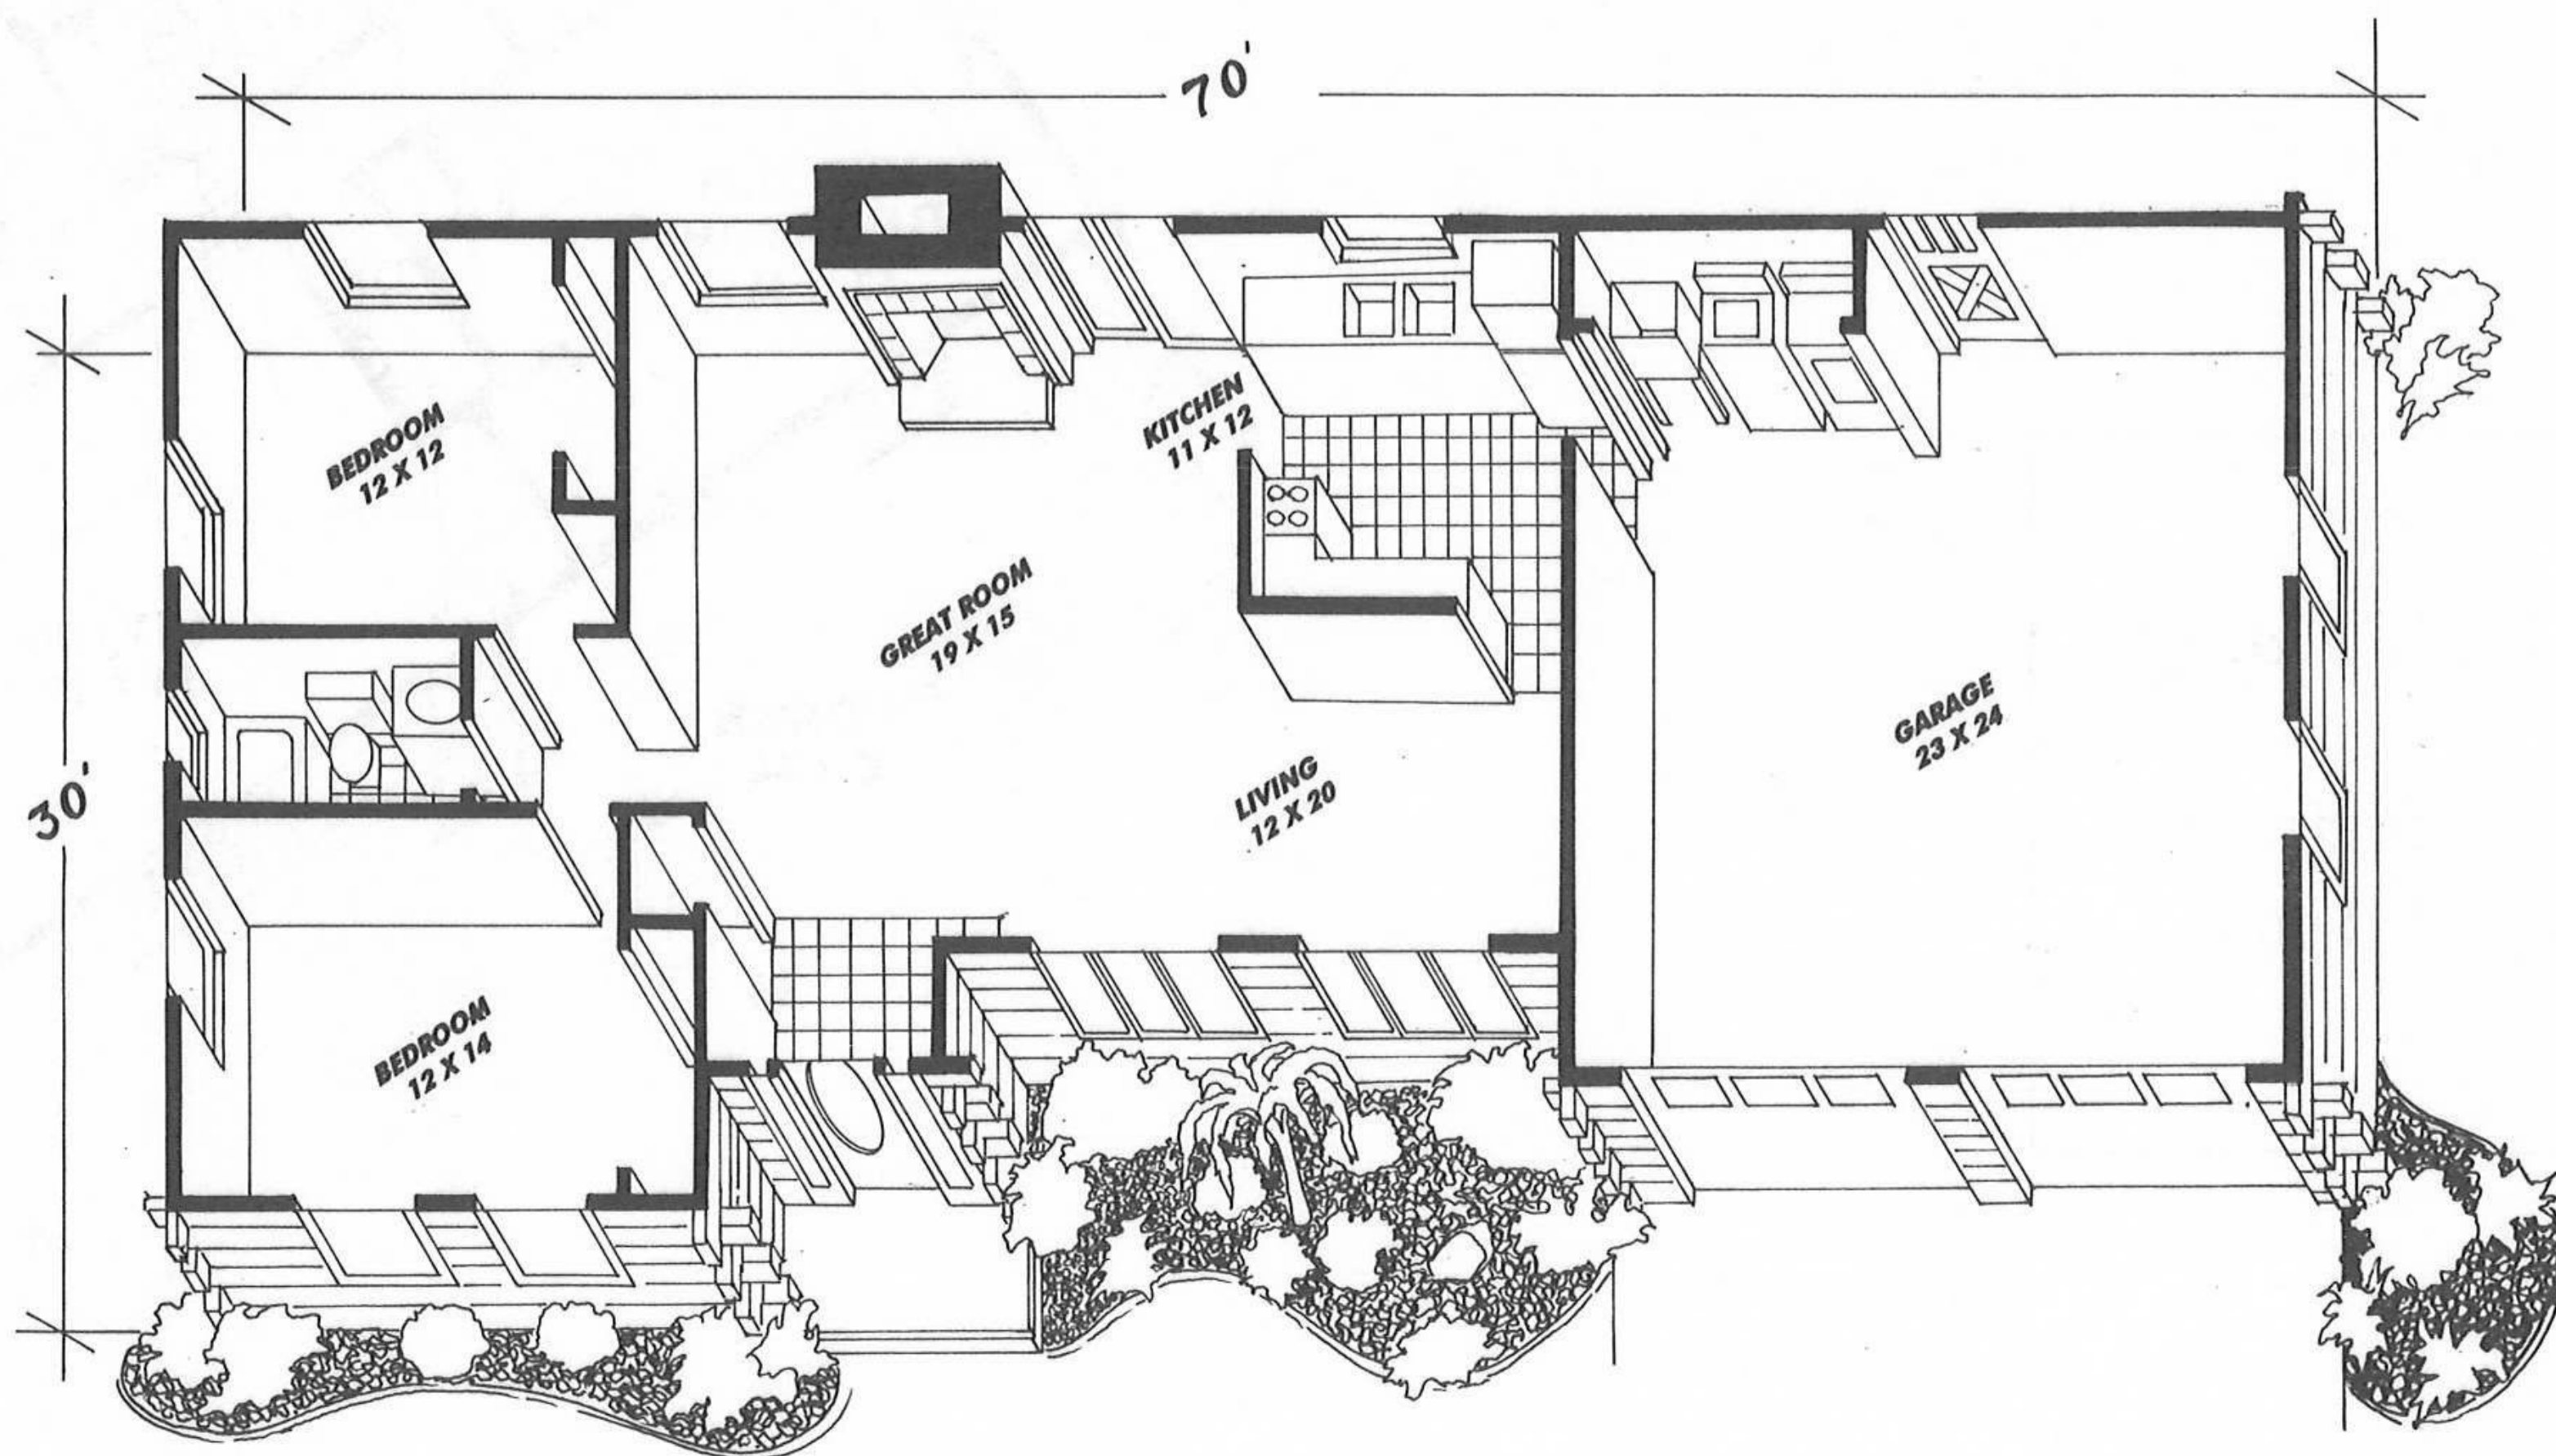 70'
BEDROOM
12 X 12
KITCHEN
11 X 12
GREAT ROOM
19 X 15
GARAGE
23 X 24
LIVING
12 X 20
30'
BEDROOM
12 X 14